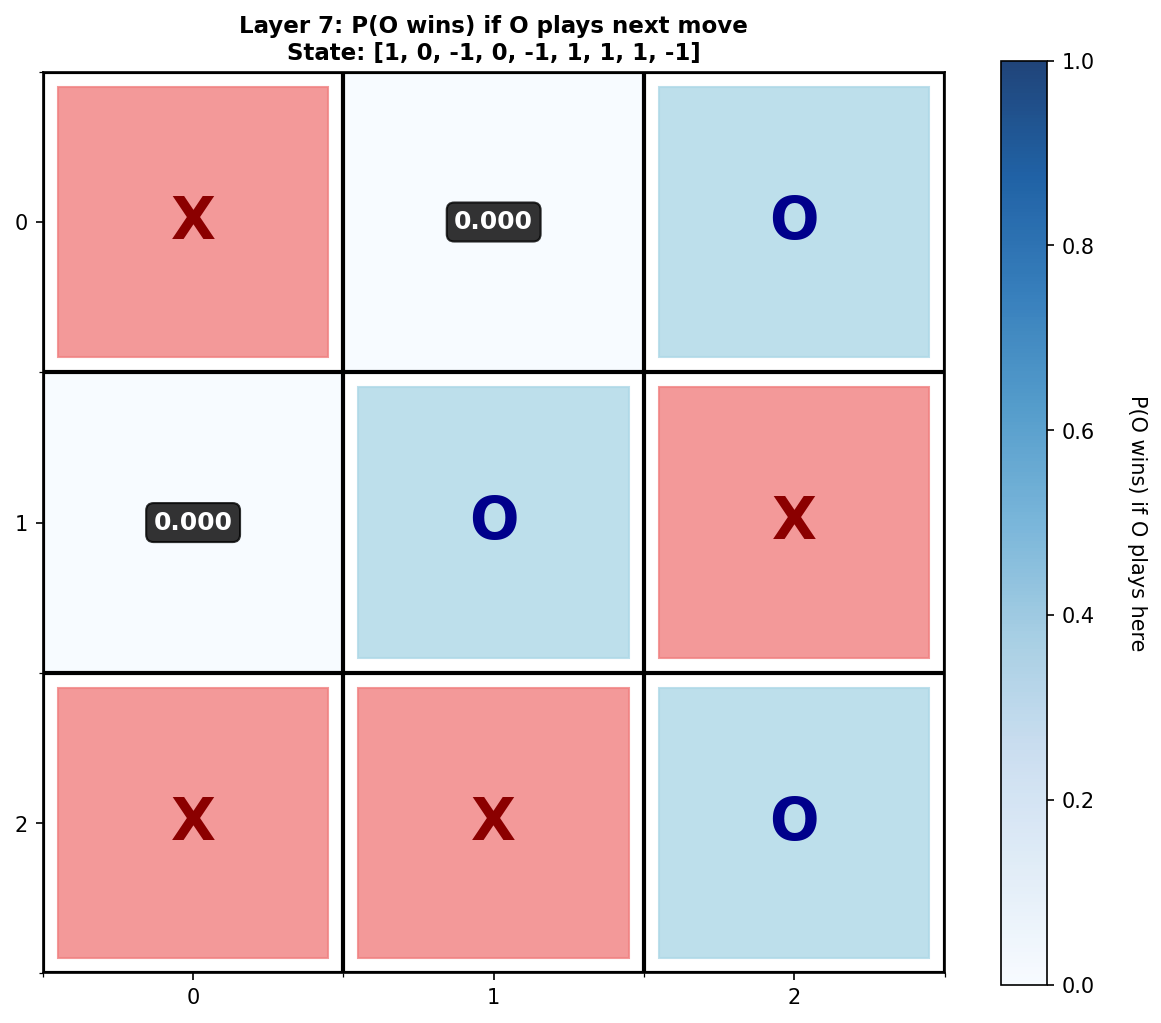 Layer 7: P(O wins) if O plays next move
State: [1, 0, -1, 0, -1, 1, 1, 1, -1]
1.0
0.8
0.6
0.4
0.2
0.0
P(O wins) if O plays here
0
X
0.000
O
1
0.000
O
X
2
X
X
O
0
1
2